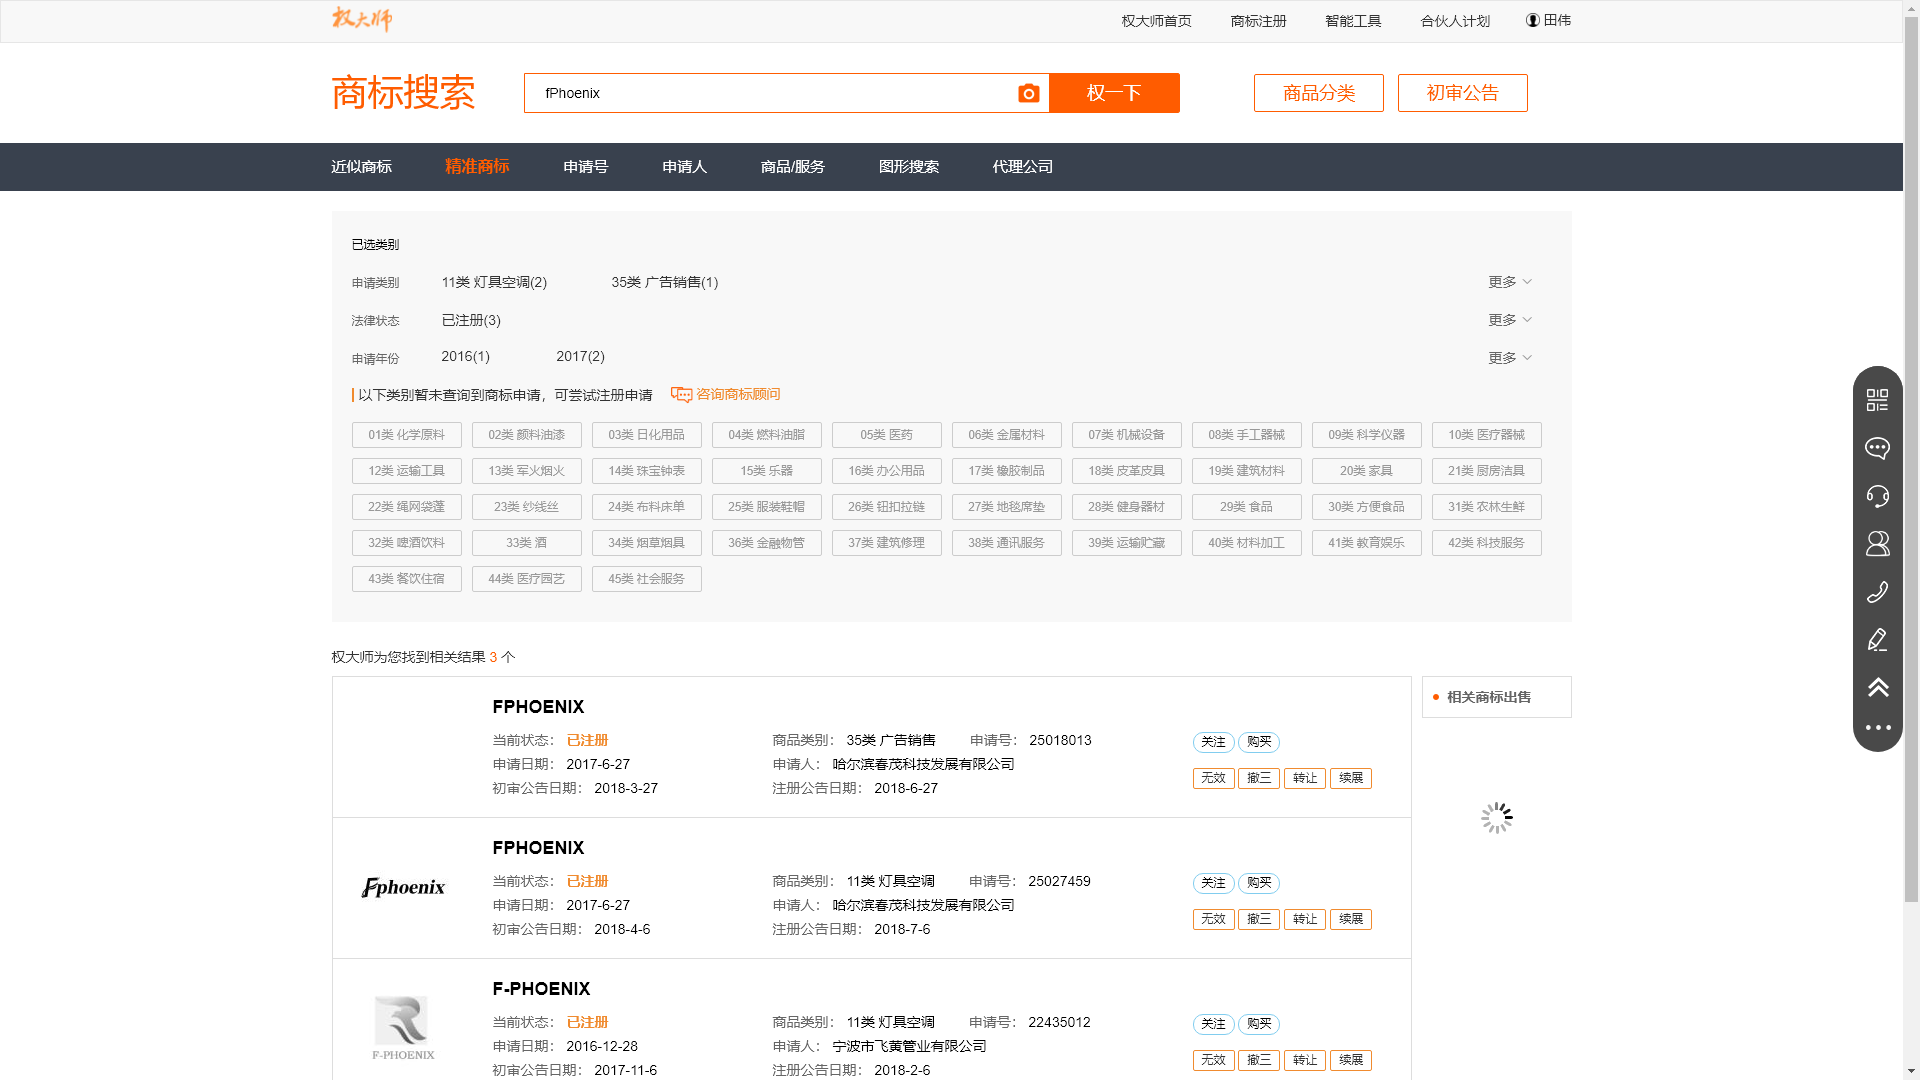 权大师 权大师首页 商标注册 智能工具 合伙人计划 田伟
商标搜索 fPhoenix 权一下 商品分类 初审公告
近似商标 精准商标 申请号 申请人 商品/服务 图形搜索 代理公司
已选类别
申请类别 11类 灯具空调(2) 35类 广告销售(1) 更多
法律状态 已注册(3) 更多
申请年份 2016(1) 2017(2) 更多
以下类别暂未查询到商标申请，可尝试注册申请 咨询商标顾问
01类 化学原料 02类 颜料油漆 03类 日化用品 04类 燃料油脂 05类 医药 06类 金属材料 07类 机械设备 08类 手工器械 09类 科学仪器 10类 医疗器械
12类 运输工具 13类 军火烟火 14类 珠宝钟表 15类 乐器 16类 办公用品 17类 橡胶制品 18类 皮革皮具 19类 建筑材料 20类 家具 21类 厨房洁具
22类 绳网袋蓬 23类 纱线丝 24类 布料床单 25类 服装鞋帽 26类 钮扣拉链 27类 地毯席垫 28类 健身器材 29类 食品 30类 方便食品 31类 农林生鲜
32类 啤酒饮料 33类 酒 34类 烟草烟具 36类 金融物管 37类 建筑修理 38类 通讯服务 39类 运输贮藏 40类 材料加工 41类 教育娱乐 42类 科技服务
43类 餐饮住宿 44类 医疗园艺 45类 社会服务
权大师为您找到相关结果 3 个
FPHOENIX
当前状态： 已注册 商品类别： 35类 广告销售 申请号： 25018013 关注 购买
申请日期： 2017-6-27 申请人： 哈尔滨春茂科技发展有限公司
初审公告日期： 2018-3-27 注册公告日期： 2018-6-27 无效 撤三 转让 续展
相关商标出售
FPHOENIX
Fphoenix
当前状态： 已注册 商品类别： 11类 灯具空调 申请号： 25027459 关注 购买
申请日期： 2017-6-27 申请人： 哈尔滨春茂科技发展有限公司
初审公告日期： 2018-4-6 注册公告日期： 2018-7-6 无效 撤三 转让 续展
F-PHOENIX
F-PHOENIX
当前状态： 已注册 商品类别： 11类 灯具空调 申请号： 22435012 关注 购买
申请日期： 2016-12-28 申请人： 宁波市飞黄管业有限公司
初审公告日期： 2017-11-6 注册公告日期： 2018-2-6 无效 撤三 转让 续展